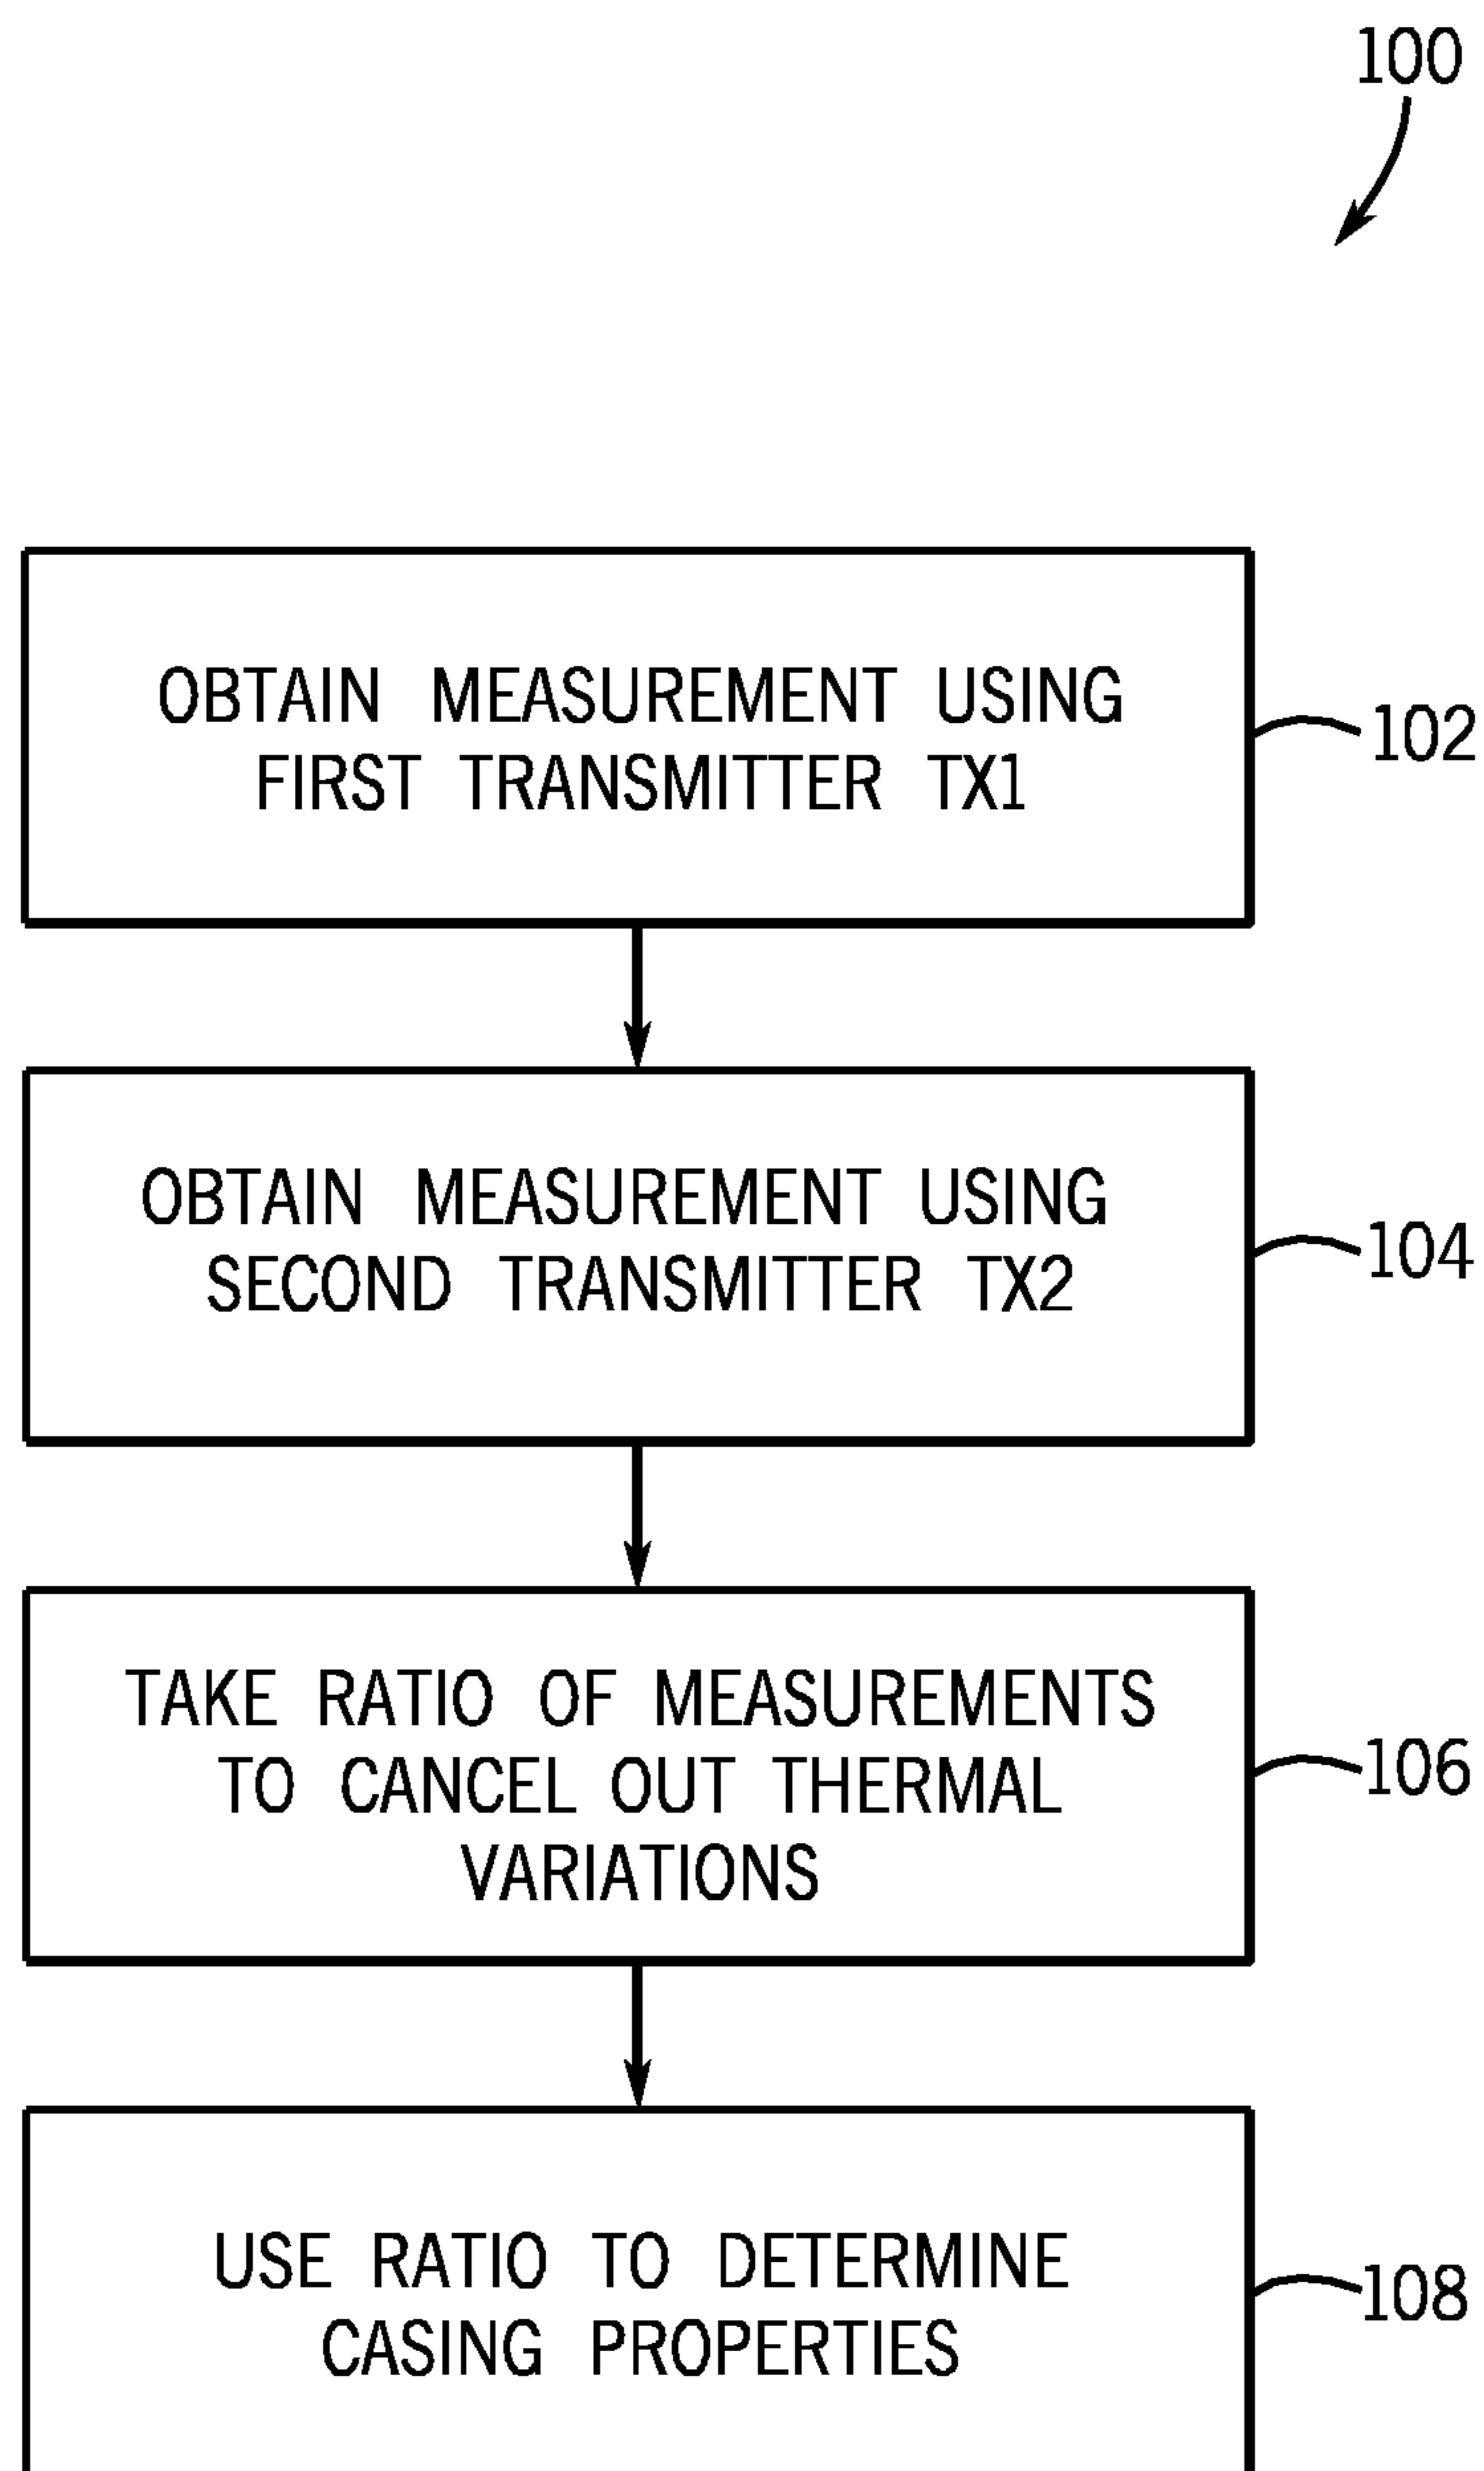 100
OBTAIN MEASUREMENT USING
FIRST TRANSMITTER TX1
102
OBTAIN MEASUREMENT USING
SECOND TRANSMITTER TX2
104
TAKE RATIO OF MEASUREMENTS
TO CANCEL OUT THERMAL
VARIATIONS
106
USE RATIO TO DETERMINE
CASING PROPERTIES
108